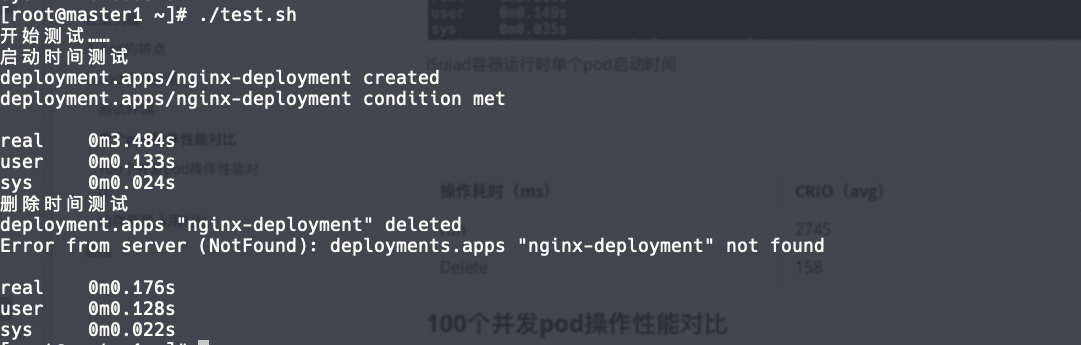 [root@master1 ~]# ./test.sh
开始测试……
启动时间测试
deployment.apps/nginx-deployment created
deployment.apps/nginx-deployment condition met
real 0m3.484s
user 0m0.133s
sys 0m0.024s
删除时间测试
deployment.apps "nginx-deployment" deleted
Error from server (NotFound): deployments.apps "nginx-deployment" not found
real 0m0.176s
user 0m0.128s
sys 0m0.022s
user 0m0.149s
sys 0m0.035s
iSulad容器运行时单个pod启动时间
操作耗时（ms） CRIO（avg）
2745
Delete 158
100个并发pod操作性能对比